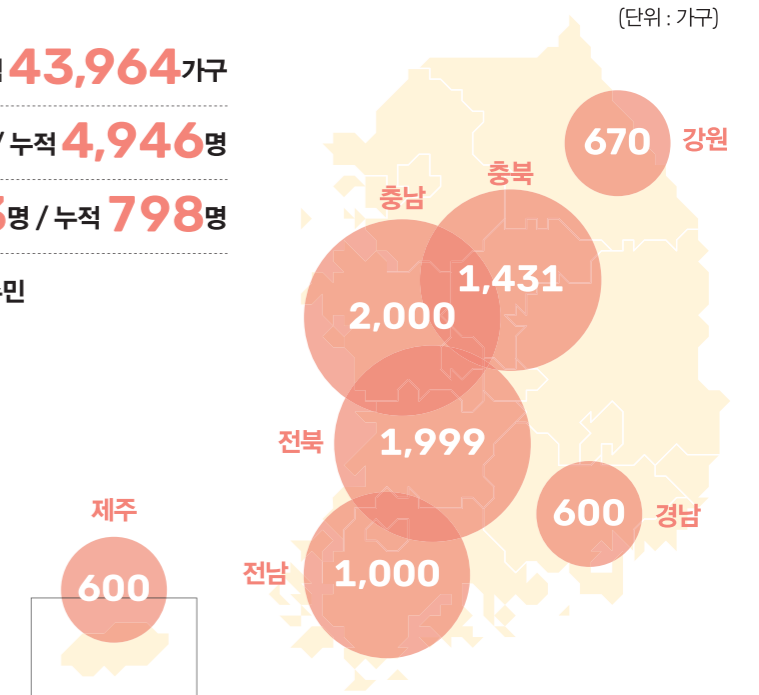 (단위 : 가구)
43,964가구
/ 누적 4,946명
명 / 누적 798명
민
670 강원
충북
충남
1,431
2,000
전북 1,999
제주
600 경남
전남 1,000
600